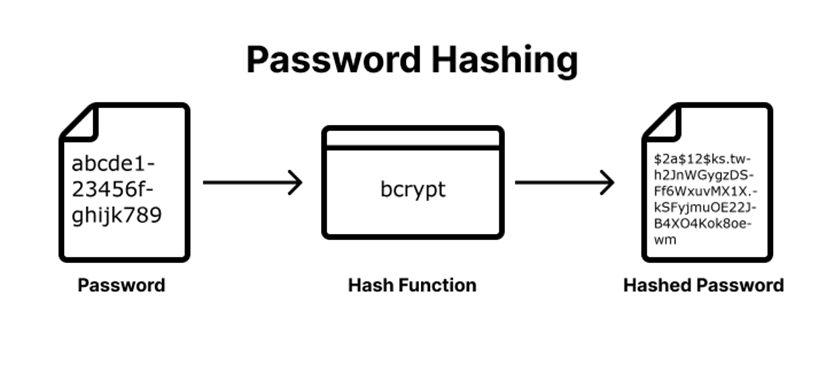 Password Hashing
abcde1-
23456f-
ghijk789
bcrypt
$2a$12$ks.tw-
h2JnWGygzDS-
Ff6WxuvMX1X.-
kSFyjmuOE22J-
B4XO4Kok8oe-
wm
Password
Hash Function
Hashed Password